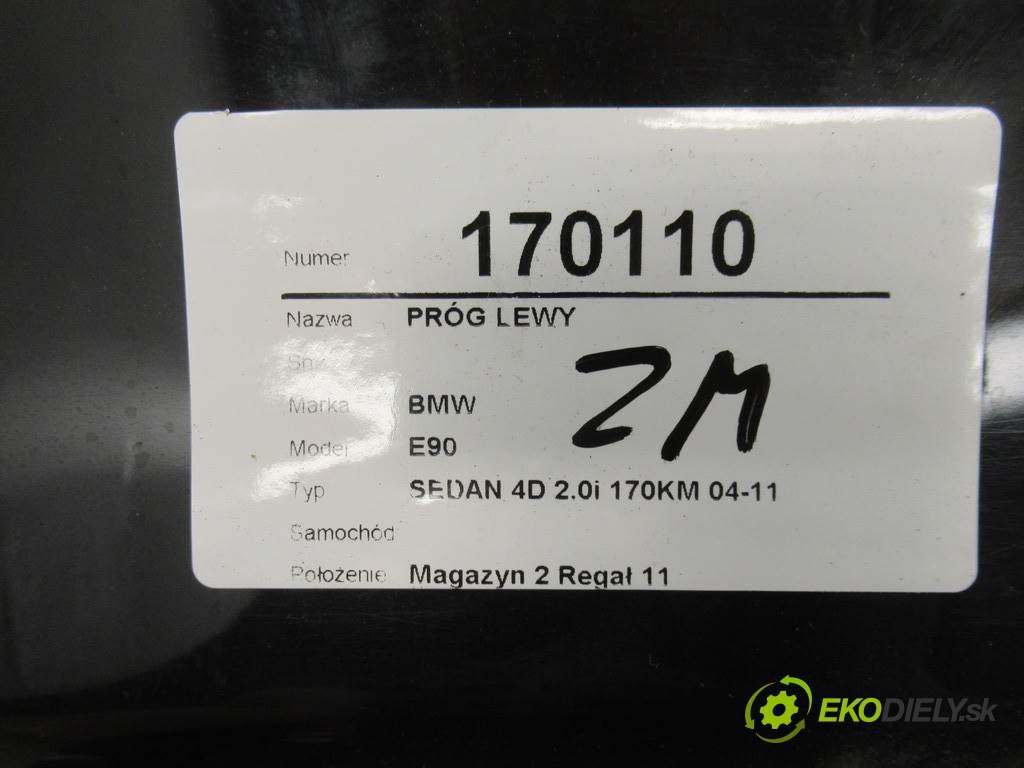 Numer 170110
Nazwa PRÓG LEWY
Marka BMW
Model E90
Typ SEDAN 4D 2.0i 170KM 04-11
Samochód
Położenie Magazyn 2 Regał 11
ZM
EKODIELY.sk